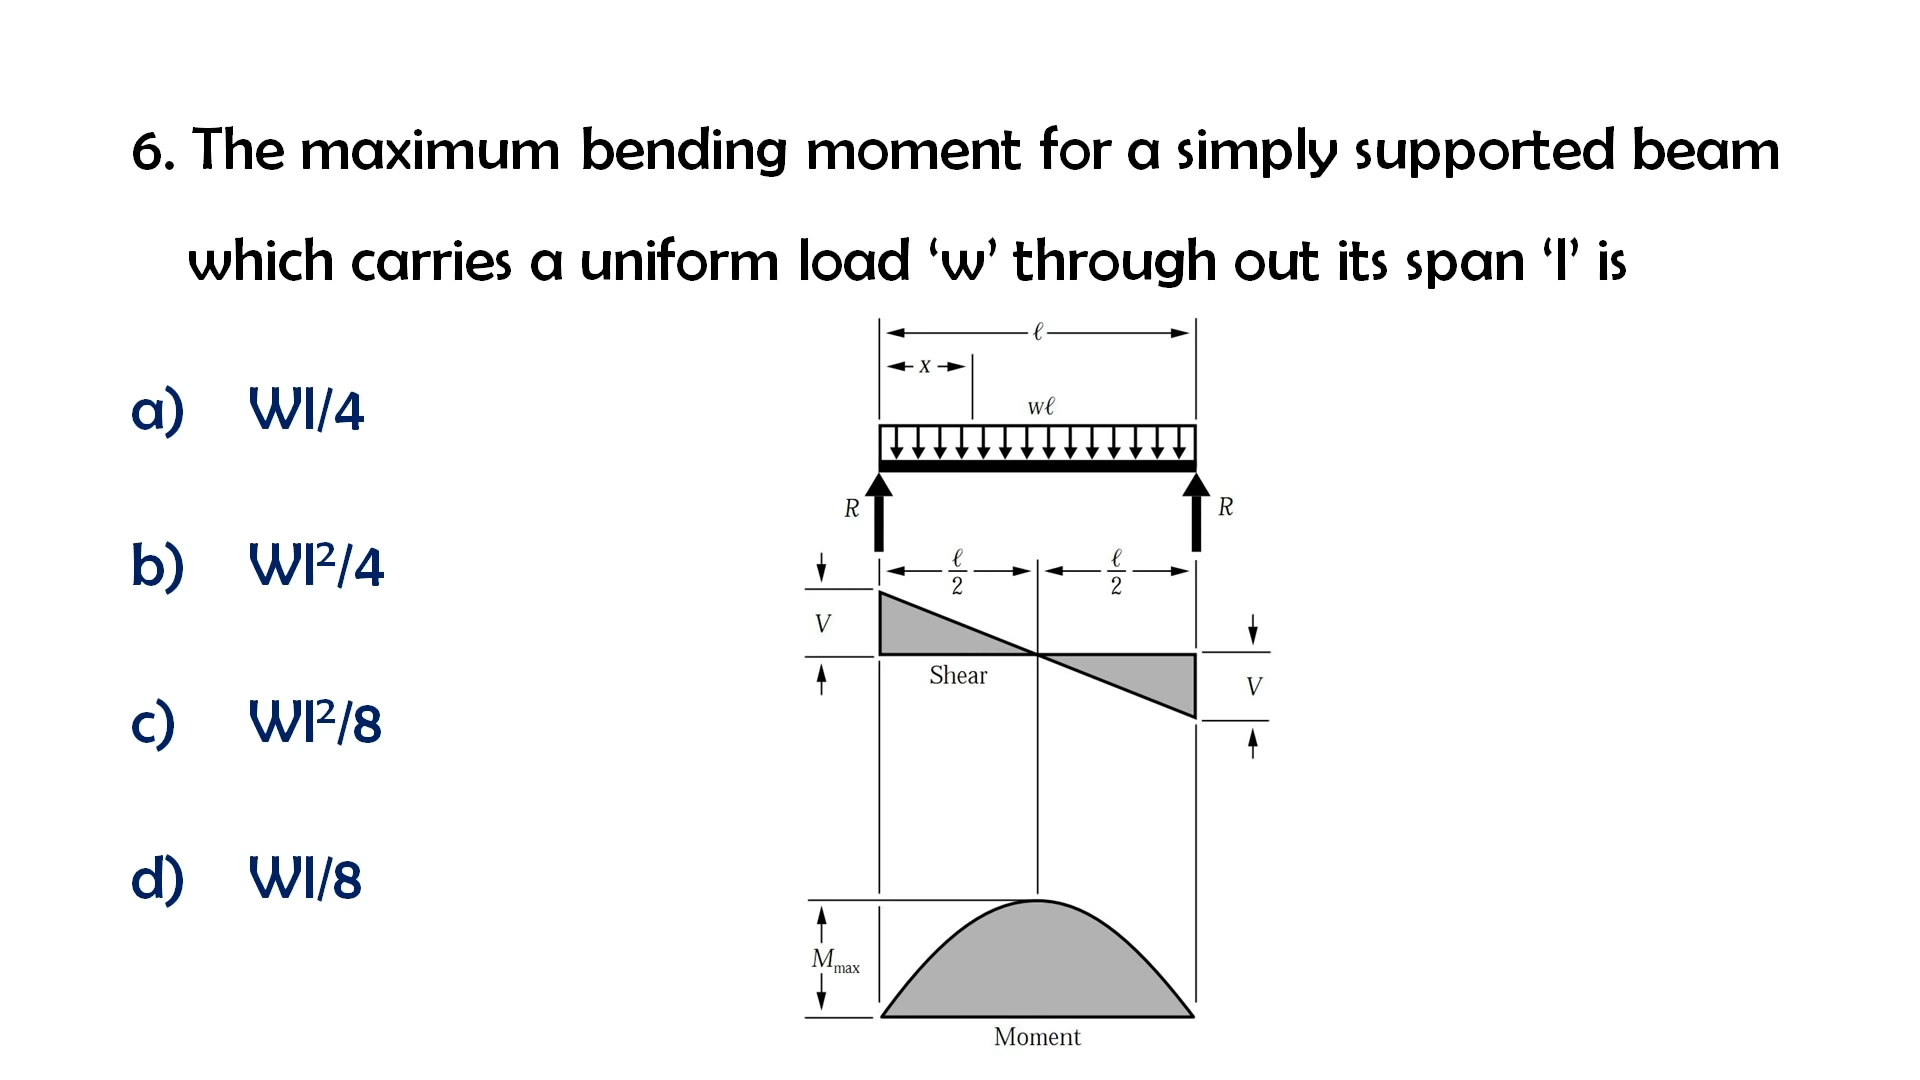 6. The maximum bending moment for a simply supported beam
which carries a uniform load ‘w’ through out its span ‘l’ is
a) Wl/4
b) Wl²/4
c) Wl²/8
d) Wl/8
ℓ
x
wℓ
R R
ℓ/2 ℓ/2
V
Shear
V
Mmax
Moment